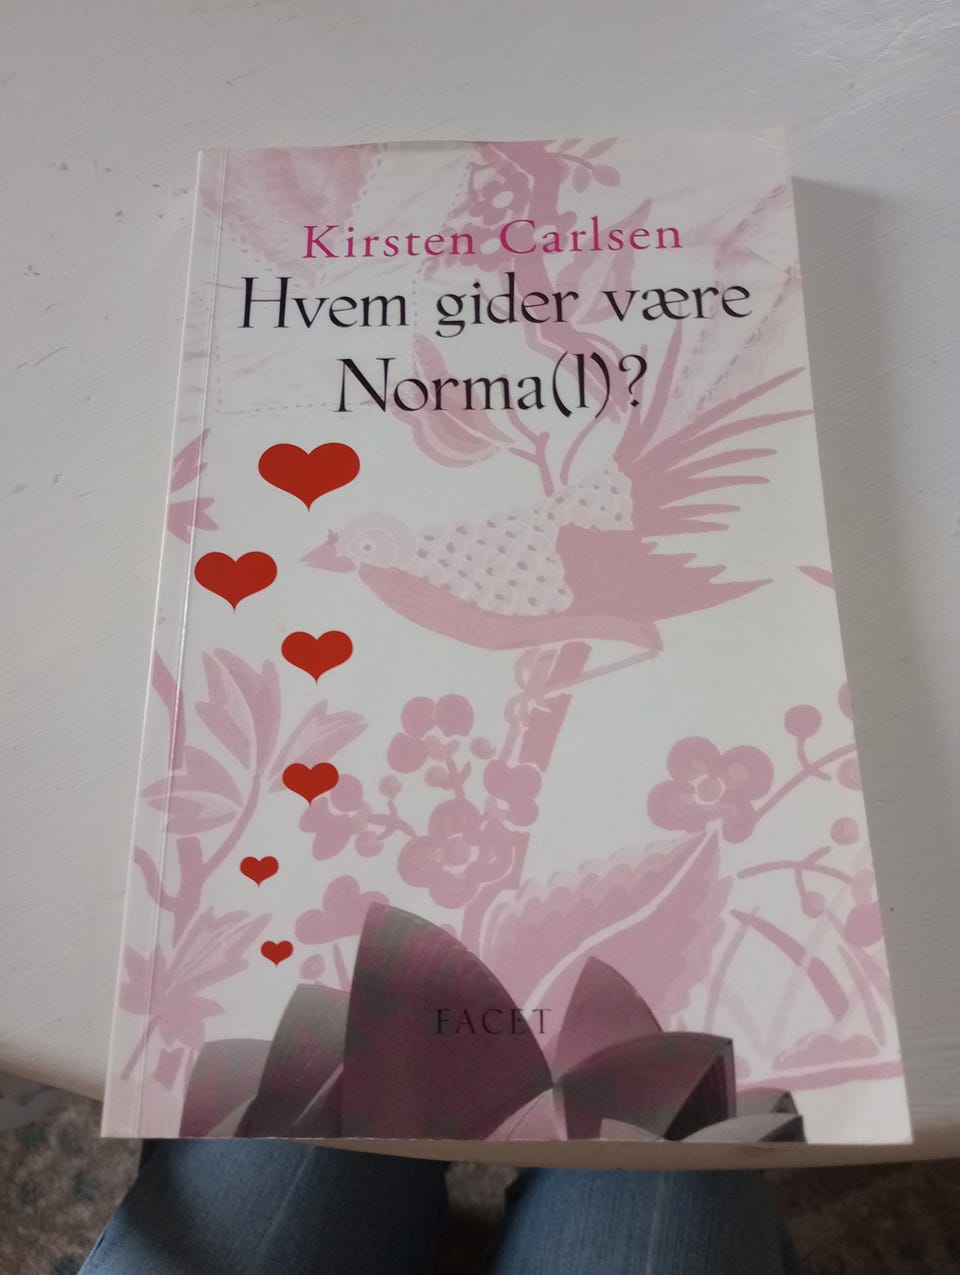 Kirsten Carlsen
Hvem gider være
Norma(l)?
FACET